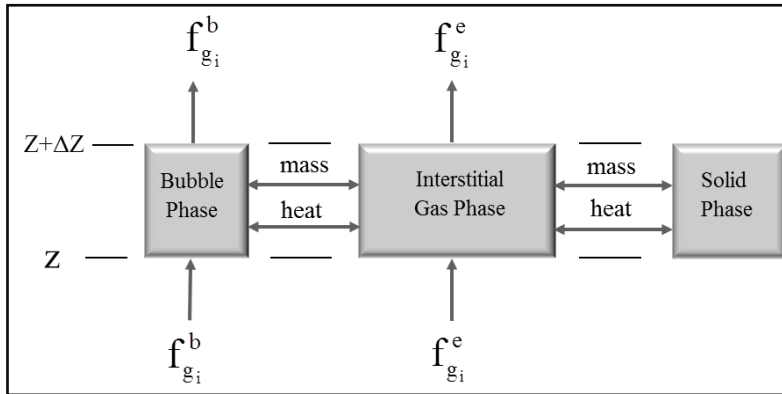 f_{g_i}^{b} f_{g_i}^{e}
Z+ΔZ
Bubble Phase
mass
heat
Interstitial Gas Phase
mass
heat
Solid Phase
Z
f_{g_i}^{b} f_{g_i}^{e}